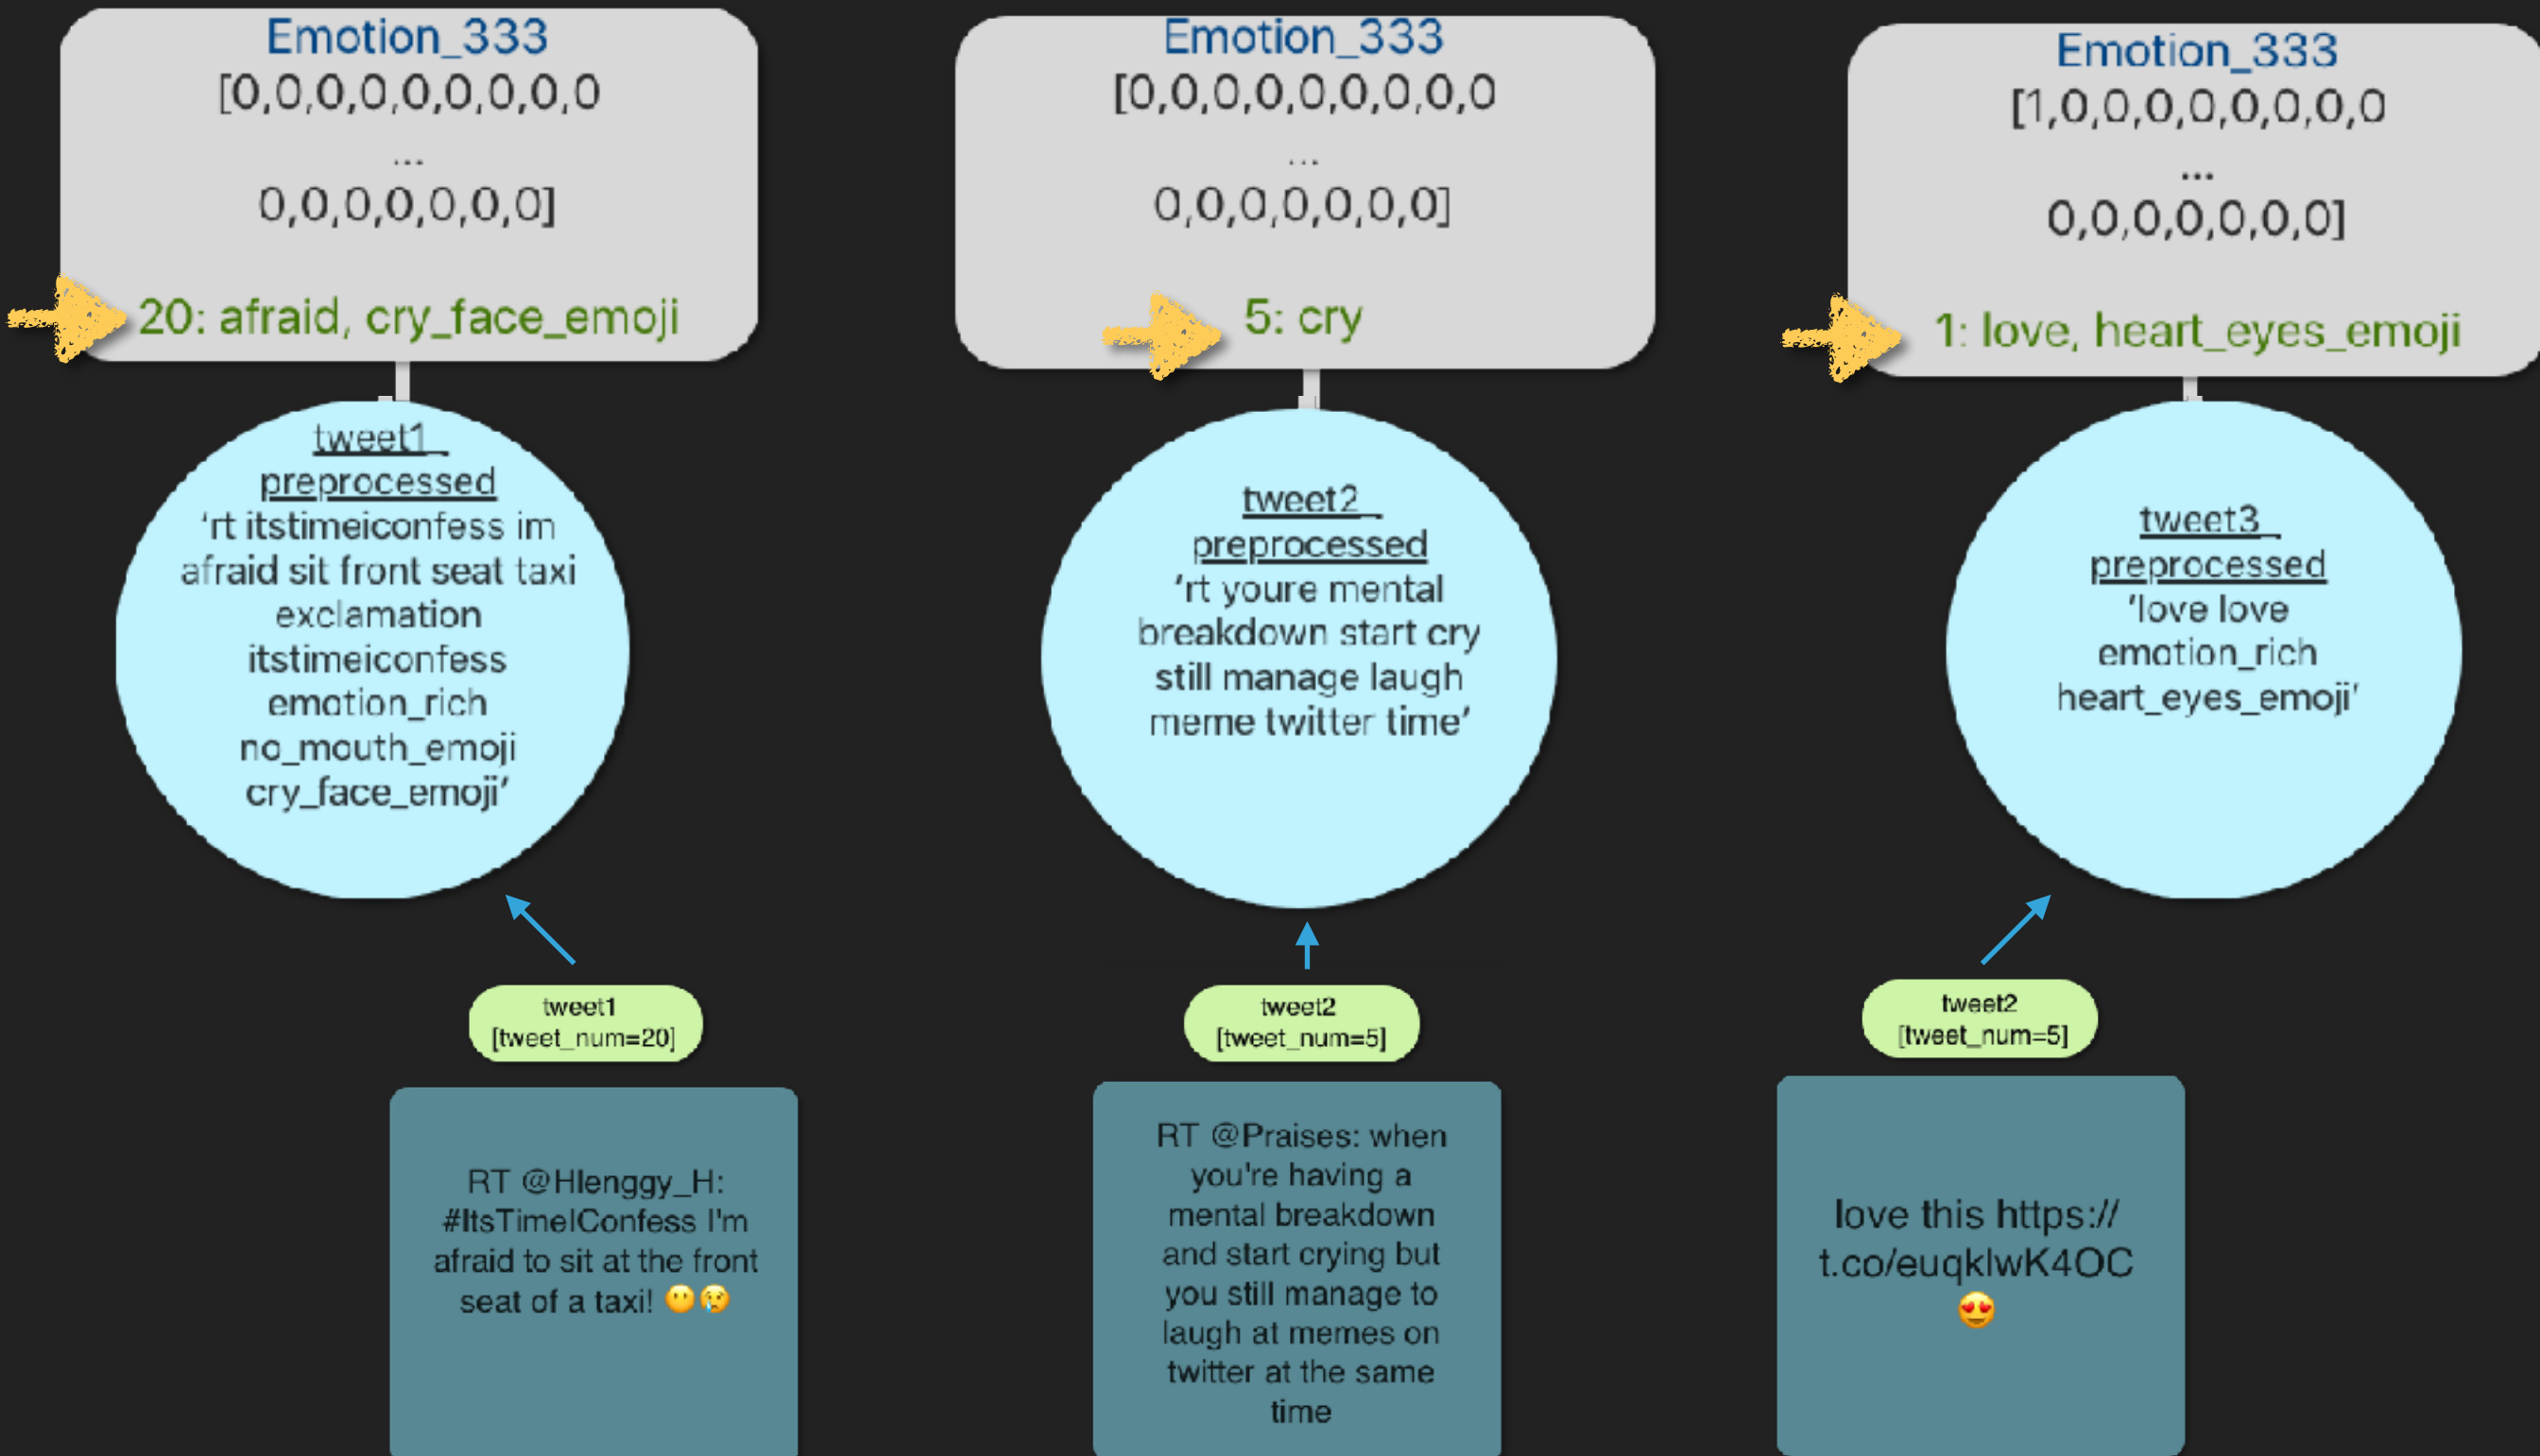 Emotion_333
[0,0,0,0,0,0,0,0,0
...
0,0,0,0,0,0,0]
20: afraid, cry_face_emoji
tweet1_
preprocessed
‘rt itstimeiconfess im
afraid sit front seat taxi
exclamation
itstimeiconfess
emotion_rich
no_mouth_emoji
cry_face_emoji’
tweet1
[tweet_num=20]
RT @Hlenggy_H:
#ItsTimeIConfess I'm
afraid to sit at the front
seat of a taxi! 😶😢
Emotion_333
[0,0,0,0,0,0,0,0,0
...
0,0,0,0,0,0,0]
5: cry
tweet2_
preprocessed
‘rt youre mental
breakdown start cry
still manage laugh
meme twitter time’
tweet2
[tweet_num=5]
RT @Praises: when
you're having a
mental breakdown
and start crying but
you still manage to
laugh at memes on
twitter at the same
time
Emotion_333
[1,0,0,0,0,0,0,0,0
...
0,0,0,0,0,0,0]
1: love, heart_eyes_emoji
tweet3_
preprocessed
‘love love
emotion_rich
heart_eyes_emoji’
tweet2
[tweet_num=5]
love this https://
t.co/euqklwK4OC
😍